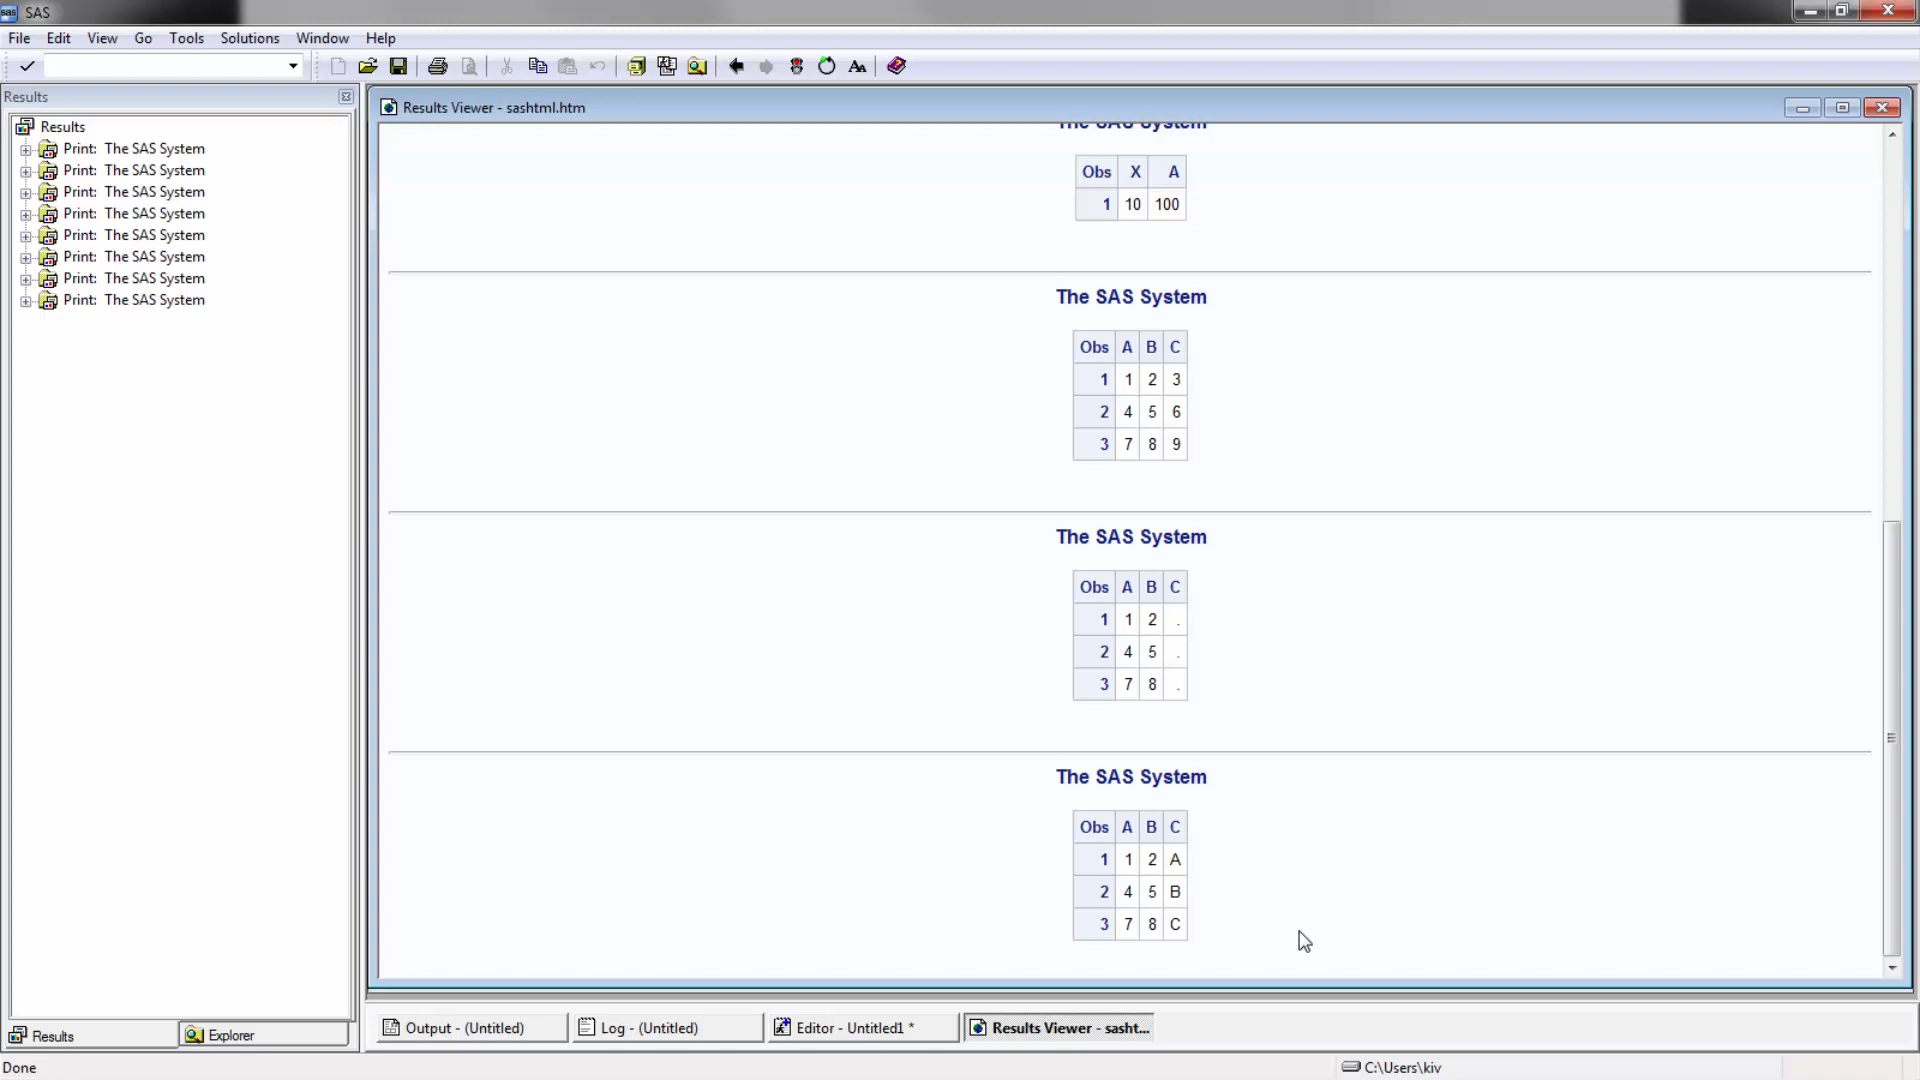 SAS
File Edit View Go Tools Solutions Window Help
Results
Results Viewer - sashtml.htm
Results
Print: The SAS System
Print: The SAS System
Print: The SAS System
Print: The SAS System
Print: The SAS System
Print: The SAS System
Print: The SAS System
Print: The SAS System
The SAS System
Obs X A
1 10 100
The SAS System
Obs A B C
1 1 2 3
2 4 5 6
3 7 8 9
The SAS System
Obs A B C
1 1 2 .
2 4 5 .
3 7 8 .
The SAS System
Obs A B C
1 1 2 A
2 4 5 B
3 7 8 C
Results Explorer
Output - (Untitled) Log - (Untitled) Editor - Untitled1 * Results Viewer - sasht...
Done C:\Users\kiv